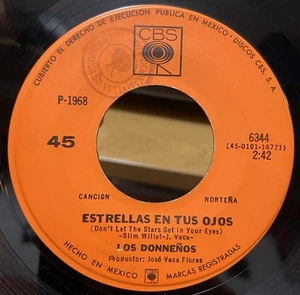 CUBIERTO EL DERECHO DE EJECUCION PUBLICA EN MEXICO - DISCOS CBS, S.A.
CBS
P-1968
45
6344
(45-0101-16771)
2:42
CANCION NORTEÑA
ESTRELLAS EN TUS OJOS
(Don't Let The Stars Get in Your Eyes)
-Slim Willet-J. Vaca-
LOS DONNEÑOS
Productor: José Vaca Flores
HECHO EN MEXICO MARCAS REGISTRADAS